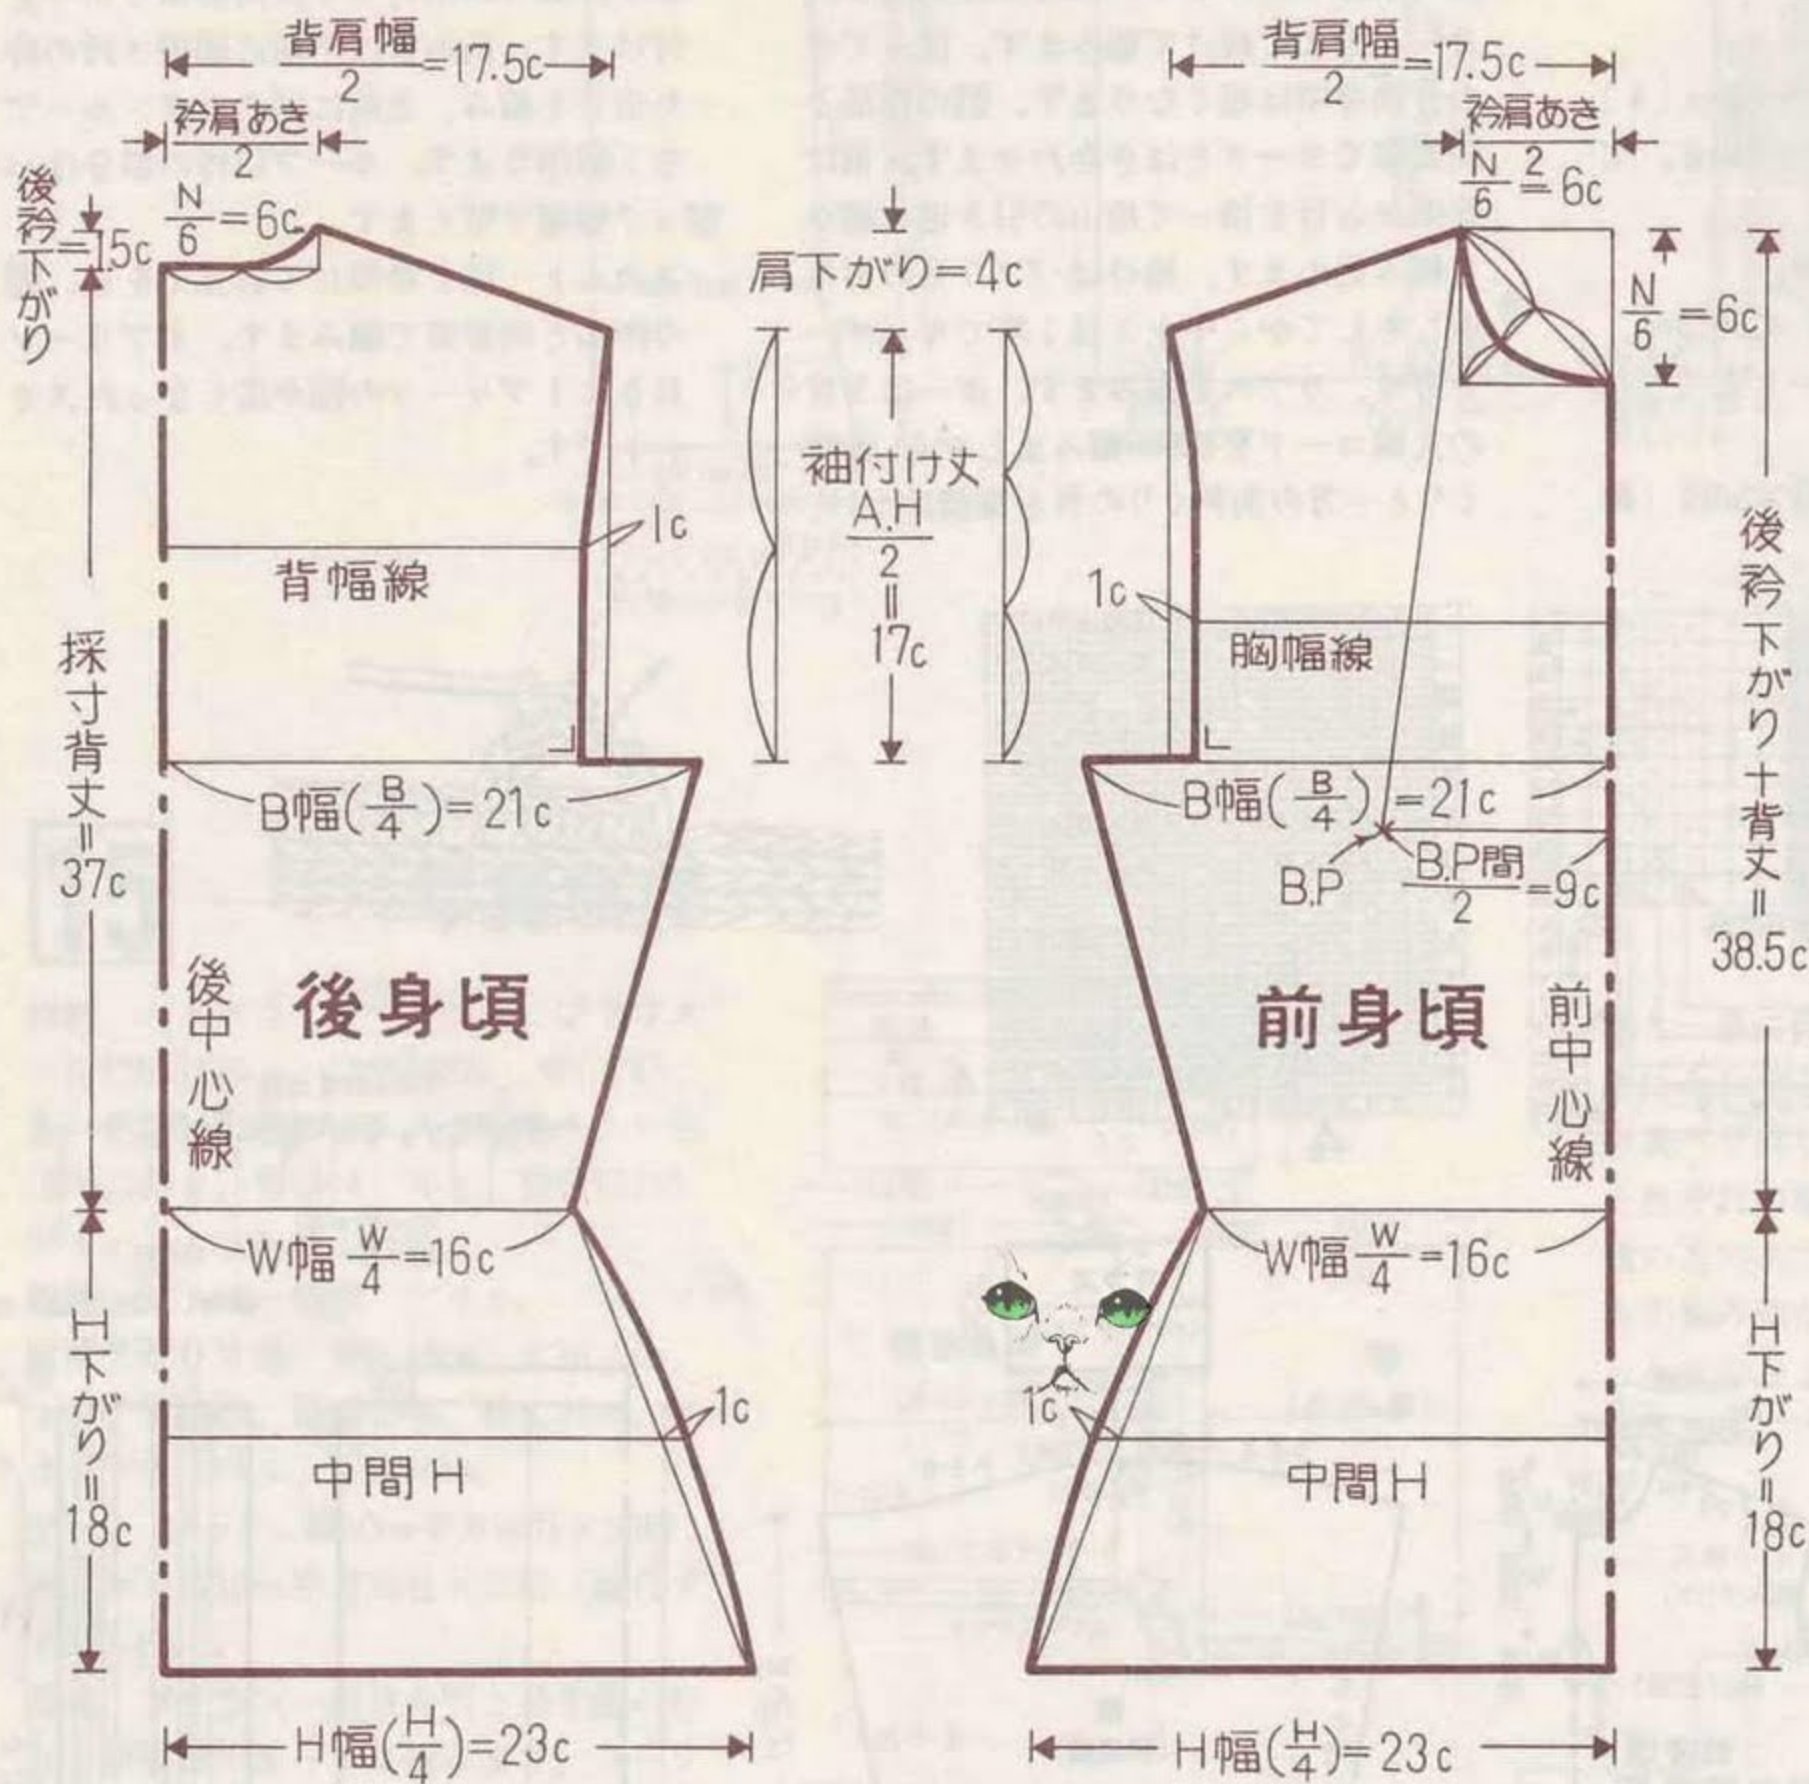 背肩幅/2=17.5c
衿肩あき/2
N/6=6c
後衿下がり=1.5c
採寸背丈=37c
背幅線
1c
B幅(B/4)=21c
後中心線
後身頃
W幅 W/4=16c
H下がり=18c
1c
中間H
H幅(H/4)=23c
肩下がり=4c
袖付け丈
A.H/2
=
17c
背肩幅/2=17.5c
衿肩あき/2
N/6=6c
N/6=6c
1c
胸幅線
B幅(B/4)=21c
B.P
B.P間/2=9c
後衿下がり+背丈=38.5c
前身頃
前中心線
W幅 W/4=16c
H下がり=18c
1c
中間H
H幅(H/4)=23c